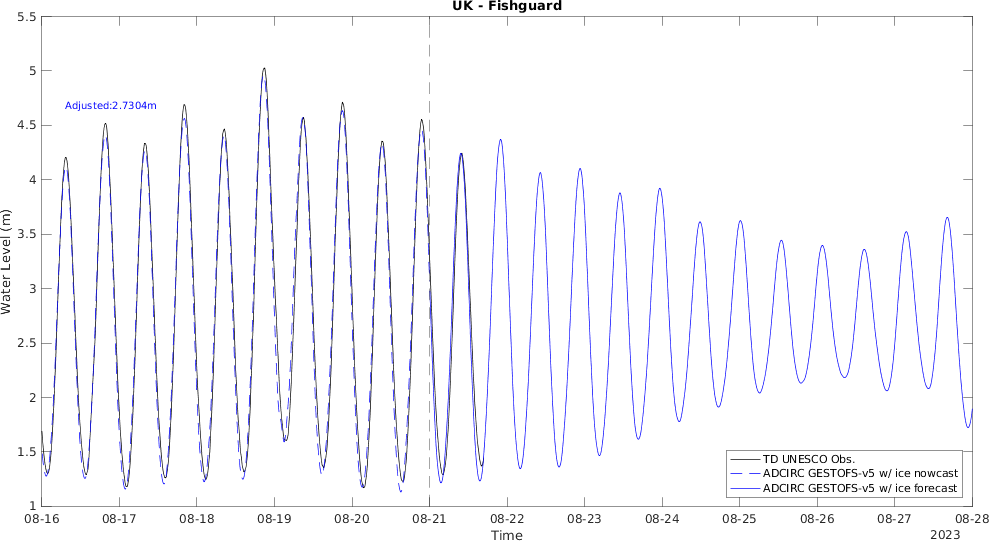 UK - Fishguard
5.5
5
4.5
4
3.5
3
2.5
2
1.5
1
Water Level (m)
Adjusted:2.7304m
TD UNESCO Obs.
ADCIRC GESTOFS-v5 w/ ice nowcast
ADCIRC GESTOFS-v5 w/ ice forecast
08-16 08-17 08-18 08-19 08-20 08-21 08-22 08-23 08-24 08-25 08-26 08-27 08-28
Time
2023